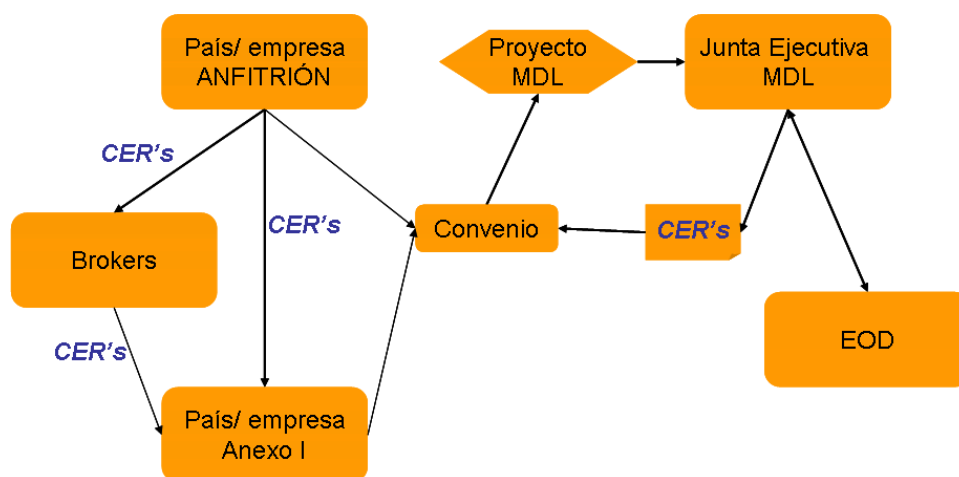 País/ empresa
ANFITRIÓN
Proyecto
MDL
Junta Ejecutiva
MDL
CER's
CER's
Convenio
CER's
Brokers
CER's
EOD
País/ empresa
Anexo I